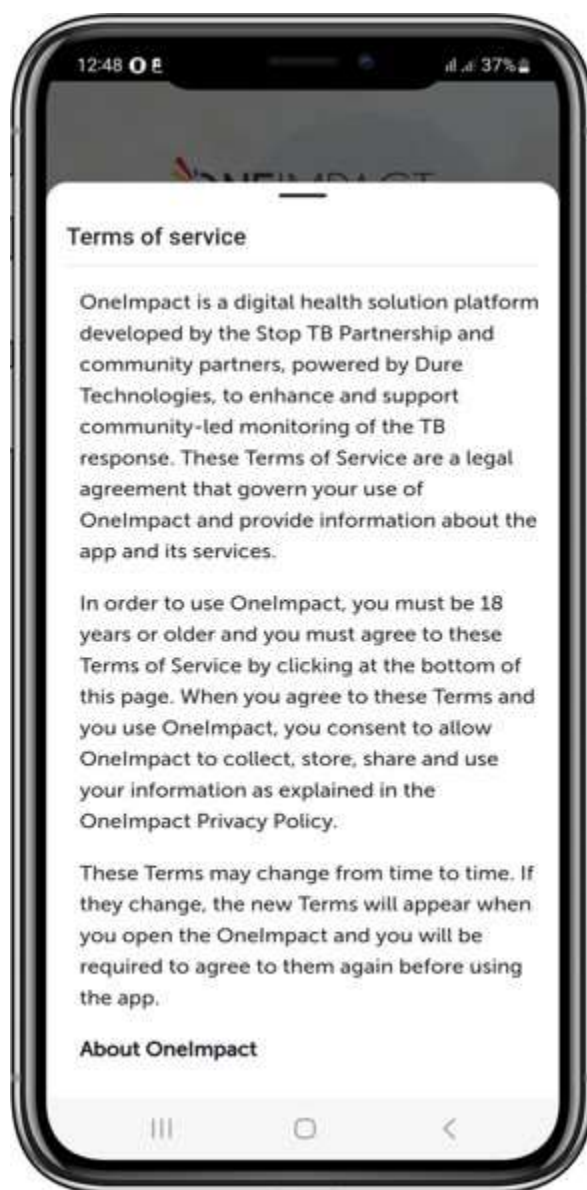 12:48
37%
Terms of service
OneImpact is a digital health solution platform
developed by the Stop TB Partnership and
community partners, powered by Dure
Technologies, to enhance and support
community-led monitoring of the TB
response. These Terms of Service are a legal
agreement that govern your use of
OneImpact and provide information about the
app and its services.
In order to use OneImpact, you must be 18
years or older and you must agree to these
Terms of Service by clicking at the bottom of
this page. When you agree to these Terms and
you use OneImpact, you consent to allow
OneImpact to collect, store, share and use
your information as explained in the
OneImpact Privacy Policy.
These Terms may change from time to time. If
they change, the new Terms will appear when
you open the OneImpact and you will be
required to agree to them again before using
the app.
About OneImpact